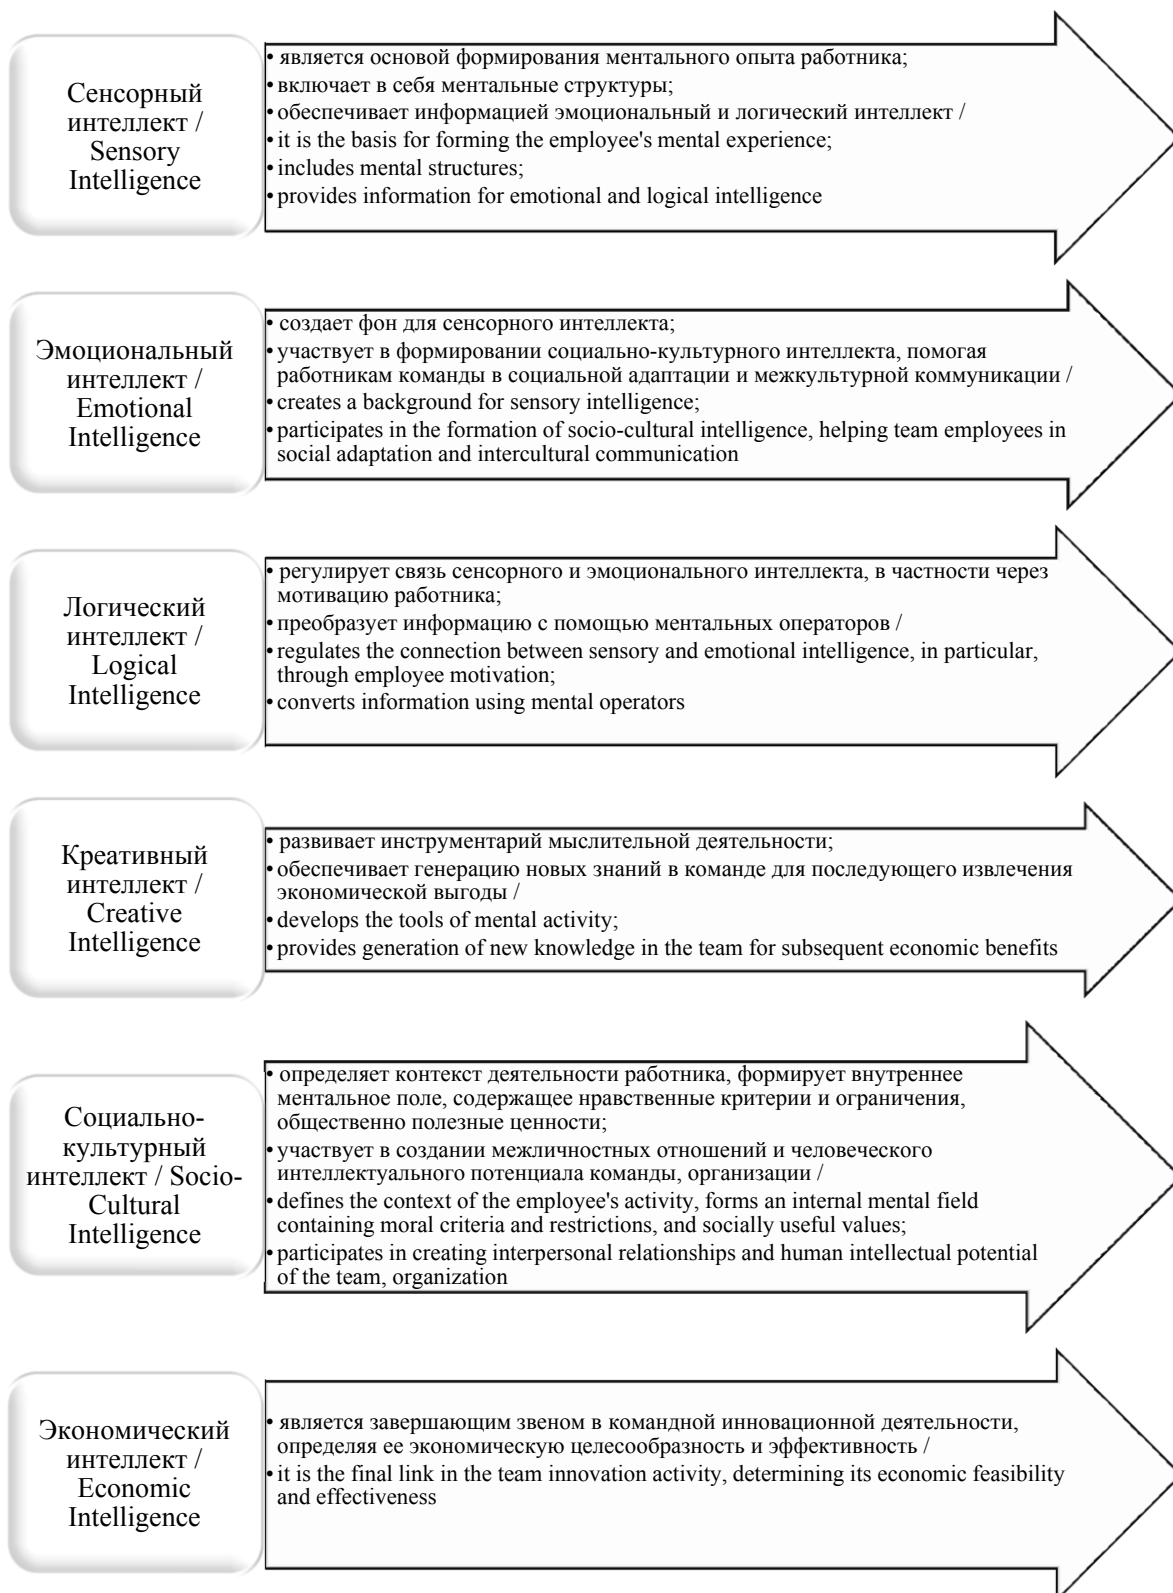 Сенсорный
интеллект /
Sensory
Intelligence
• является основой формирования ментального опыта работника;
• включает в себя ментальные структуры;
• обеспечивает информацией эмоциональный и логический интеллект /
• it is the basis for forming the employee's mental experience;
• includes mental structures;
• provides information for emotional and logical intelligence
Эмоциональный
интеллект /
Emotional
Intelligence
• создает фон для сенсорного интеллекта;
• участвует в формировании социально-культурного интеллекта, помогая
работникам команды в социальной адаптации и межкультурной коммуникации /
• creates a background for sensory intelligence;
• participates in the formation of socio-cultural intelligence, helping team employees in
social adaptation and intercultural communication
Логический
интеллект /
Logical
Intelligence
• регулирует связь сенсорного и эмоционального интеллекта, в частности через
мотивацию работника;
• преобразует информацию с помощью ментальных операторов /
• regulates the connection between sensory and emotional intelligence, in particular,
through employee motivation;
• converts information using mental operators
Креативный
интеллект /
Creative
Intelligence
• развивает инструментарий мыслительной деятельности;
• обеспечивает генерацию новых знаний в команде для последующего извлечения
экономической выгоды /
• develops the tools of mental activity;
• provides generation of new knowledge in the team for subsequent economic benefits
Социально-
культурный
интеллект / Socio-
Cultural
Intelligence
• определяет контекст деятельности работника, формирует внутреннее
ментальное поле, содержащее нравственные критерии и ограничения,
общественно полезные ценности;
• участвует в создании межличностных отношений и человеческого
интеллектуального потенциала команды, организации /
• defines the context of the employee's activity, forms an internal mental field
containing moral criteria and restrictions, and socially useful values;
• participates in creating interpersonal relationships and human intellectual potential
of the team, organization
Экономический
интеллект /
Economic
Intelligence
• является завершающим звеном в командной инновационной деятельности,
определяя ее экономическую целесообразность и эффективность /
• it is the final link in the team innovation activity, determining its economic feasibility
and effectiveness